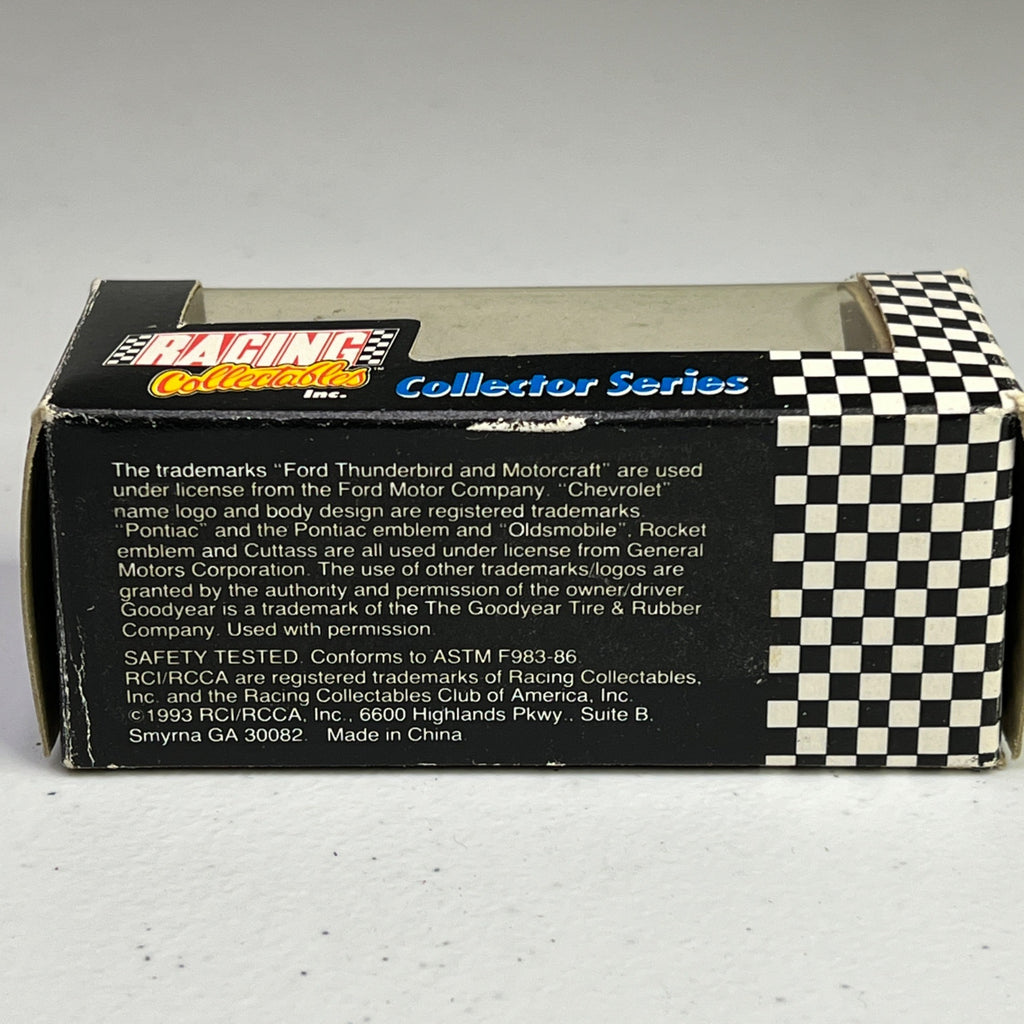 RACING
Collectables™
Inc.
Collector Series
The trademarks "Ford Thunderbird and Motorcraft" are used
under license from the Ford Motor Company. "Chevrolet"
name logo and body design are registered trademarks.
"Pontiac" and the Pontiac emblem and "Oldsmobile", Rocket
emblem and Cuttass are all used under license from General
Motors Corporation. The use of other trademarks/logos are
granted by the authority and permission of the owner/driver.
Goodyear is a trademark of the The Goodyear Tire & Rubber
Company. Used with permission.
SAFETY TESTED. Conforms to ASTM F983-86.
RCI/RCCA are registered trademarks of Racing Collectables,
Inc. and the Racing Collectables Club of America, Inc.
©1993 RCI/RCCA, Inc., 6600 Highlands Pkwy., Suite B,
Smyrna GA 30082. Made in China.